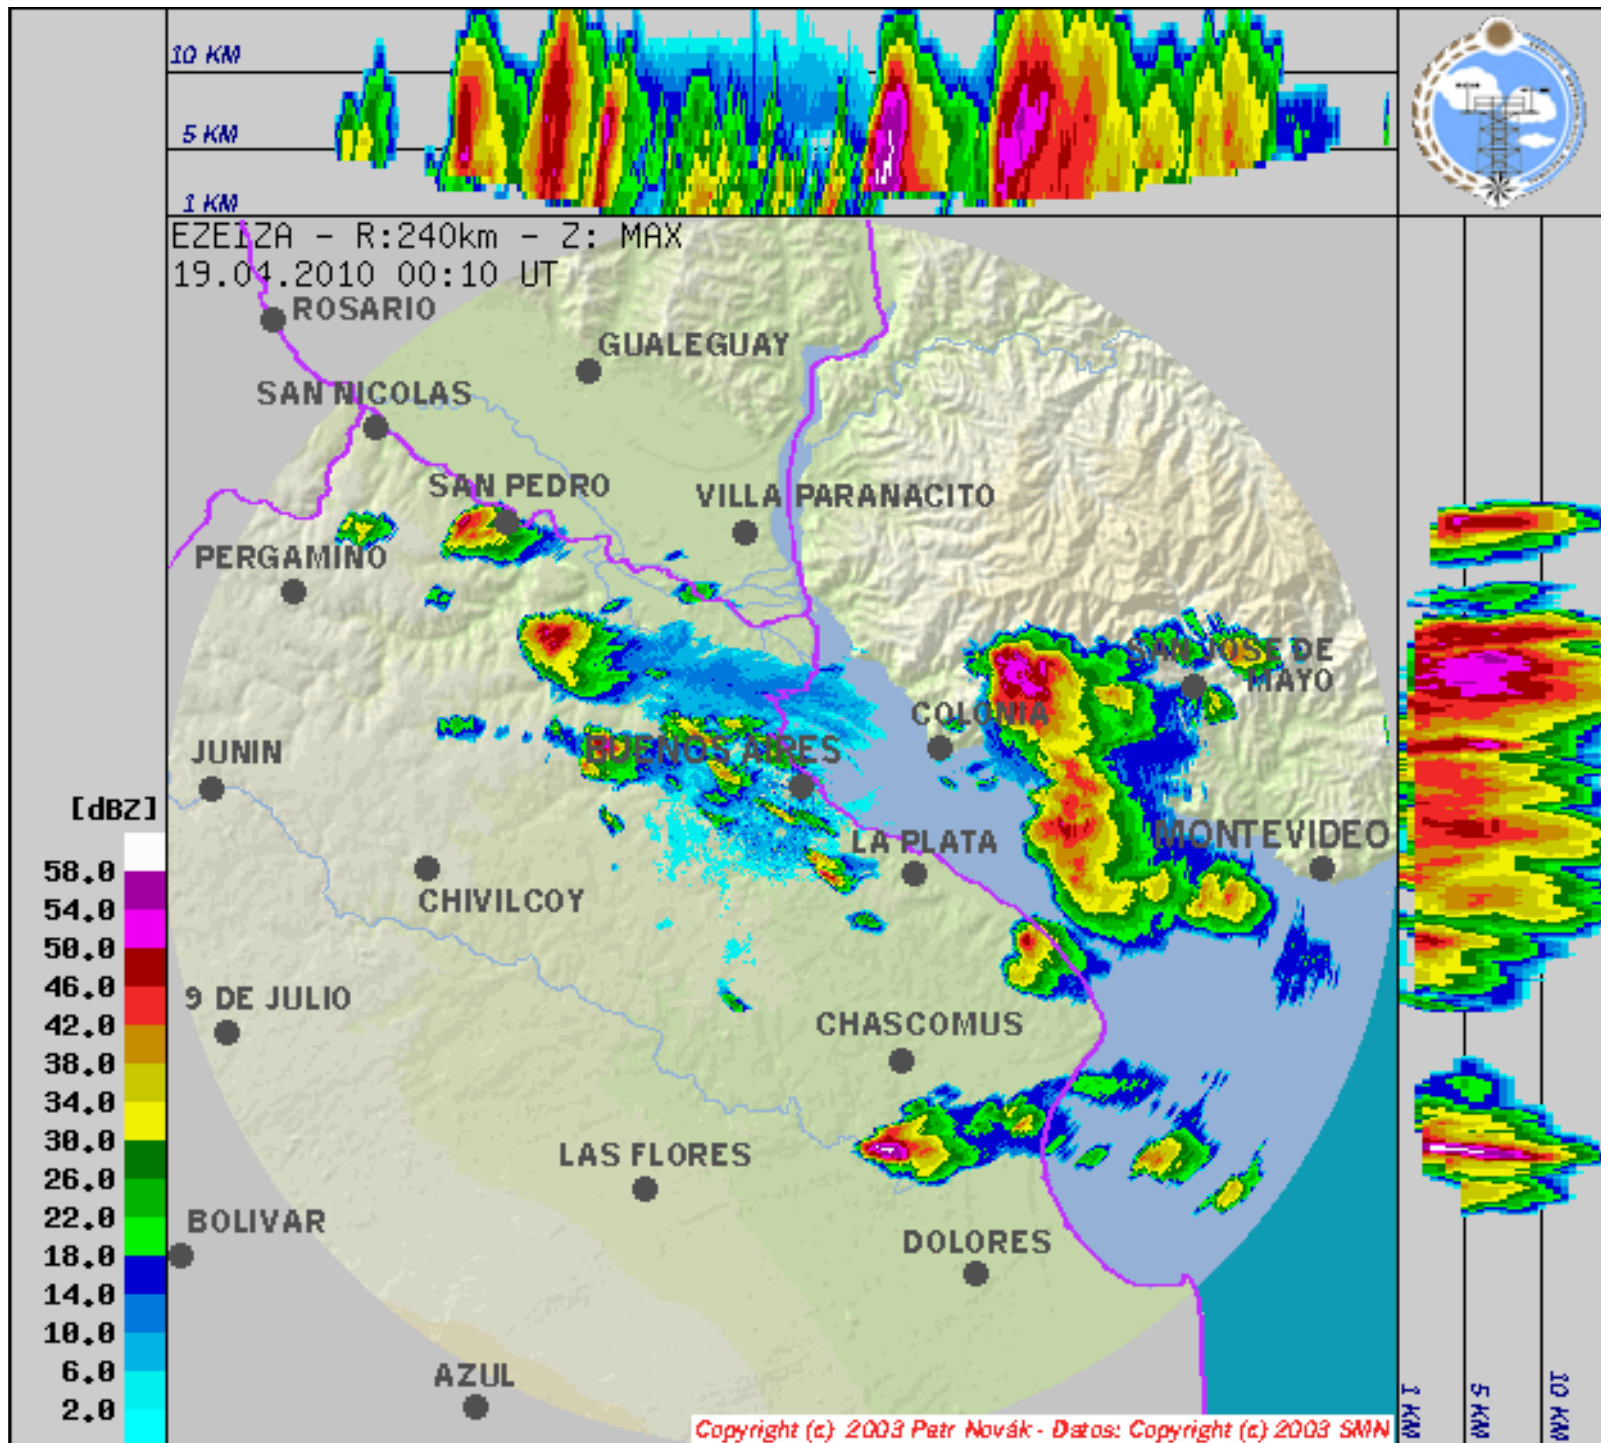 10 KM
5 KM
1 KM
EZEIZA - R:240km - Z: MAX
19.04.2010 00:10 UT
ROSARIO
GUALEGUAY
SAN NICOLAS
SAN PEDRO
VILLA PARANACITO
PERGAMINO
SAN JOSE DE
MAYO
COLONIA
BUENOS AIRES
JUNIN
[dBZ]
MONTEVIDEO
LA PLATA
58.0
CHIVILCOY
54.0
50.0
46.0
9 DE JULIO
42.0
CHASCOMUS
38.0
34.0
30.0
LAS FLORES
26.0
22.0
BOLIVAR
18.0
DOLORES
14.0
10.0
6.0
AZUL
2.0
1 KM
5 KM
10 KM
Copyright (c) 2003 Petr Novák - Datos: Copyright (c) 2003 SMN